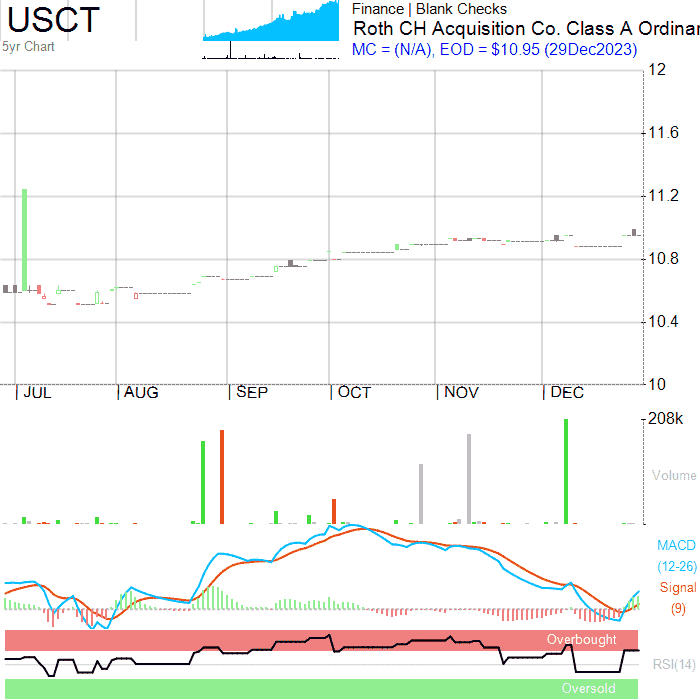 USCT
5yr Chart
Finance | Blank Checks
Roth CH Acquisition Co. Class A Ordinar
MC = (N/A), EOD = $10.95 (29Dec2023)
12
11.6
11.2
10.8
10.4
10
JUL AUG SEP OCT NOV DEC
208k
Volume
MACD
(12-26)
Signal
(9)
Overbought
RSI(14)
Oversold